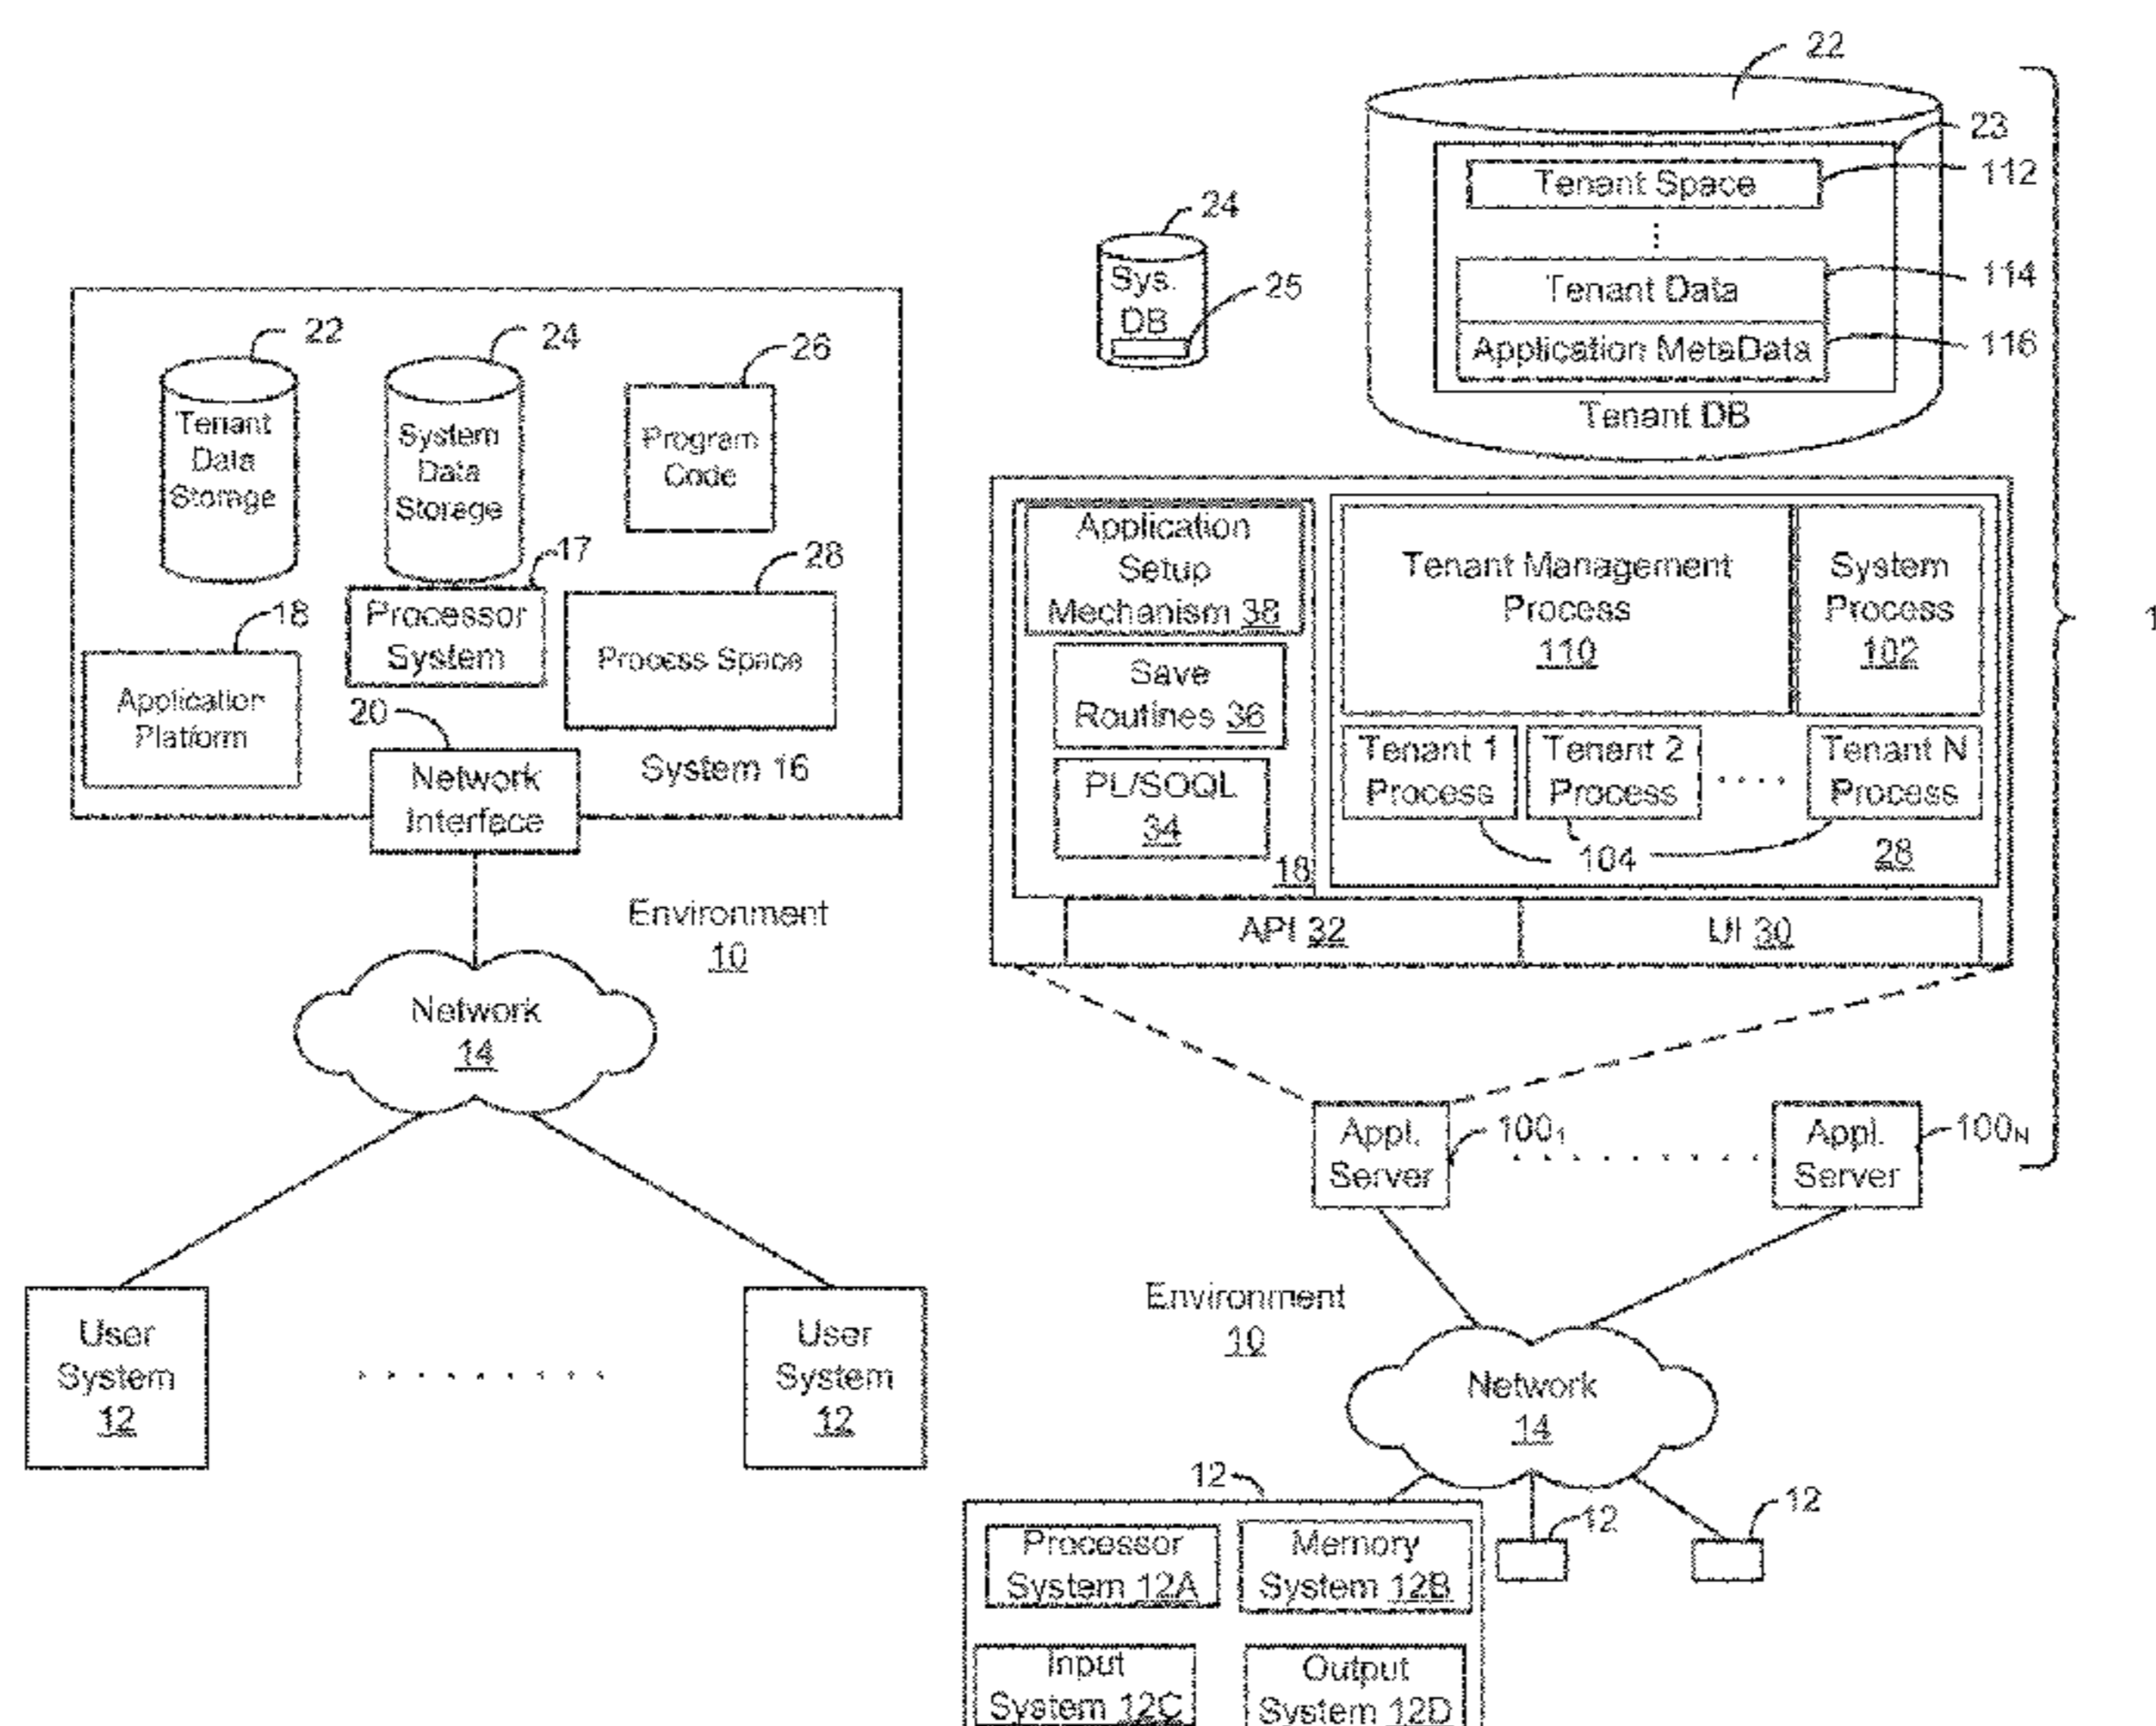 22
24
26
Tenant
Data
Storage
System
Data
Storage
Program
Code
17
28
18
Processor
System
Process Space
Application
Platform
20
Network
Interface
System 16
Environment
10
Network
14
User
System
12
User
System
12
22
23
Tenant Space
112
24
Sys.
DB
25
Tenant Data
114
Application MetaData
116
Tenant DB
Application
Setup
Mechanism 38
Tenant Management
Process
110
System
Process
102
Save
Routines 36
PL/SOQL
34
18
Tenant 1
Process
Tenant 2
Process
Tenant N
Process
104
28
API 32
UI 30
Appl.
Server
100₁
Appl.
Server
100N
Environment
10
Network
14
12
Processor
System 12A
Memory
System 12B
12
12
Input
System 12C
Output
System 12D